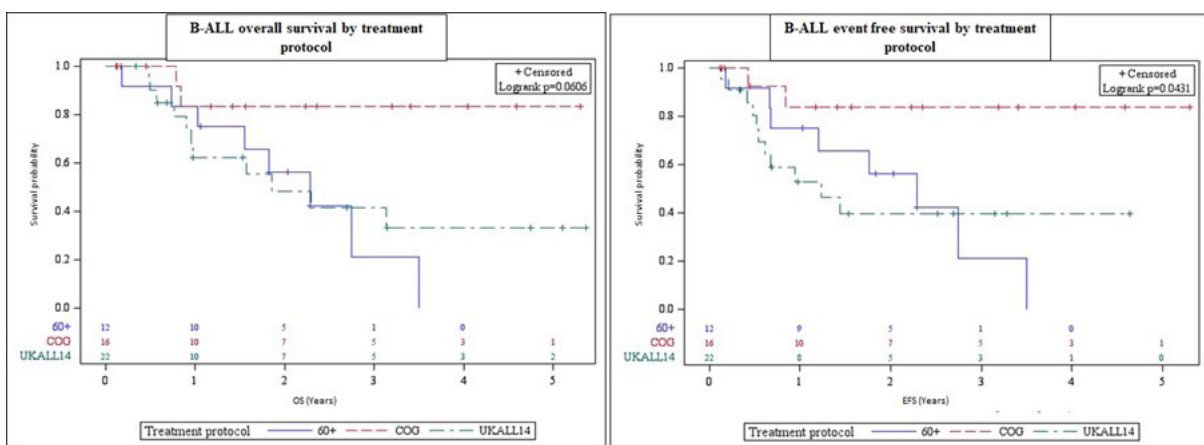 B-ALL overall survival by treatment
protocol
+ Censored
Logrank p=0.0606
Survival probability
1.0
0.8
0.6
0.4
0.2
0.0
60+ 12 10 5 1 0
COG 16 10 7 5 3 1
UKALL14 22 10 7 5 3 2
0 1 2 3 4 5
OS (Years)
Treatment protocol 60+ COG UKALL14
B-ALL event free survival by treatment
protocol
+ Censored
Logrank p=0.0431
Survival probability
1.0
0.8
0.6
0.4
0.2
0.0
60+ 12 9 5 1 0
COG 16 10 7 5 3 1
UKALL14 22 8 5 3 1 0
0 1 2 3 4 5
EFS (Years)
Treatment protocol 60+ COG UKALL14